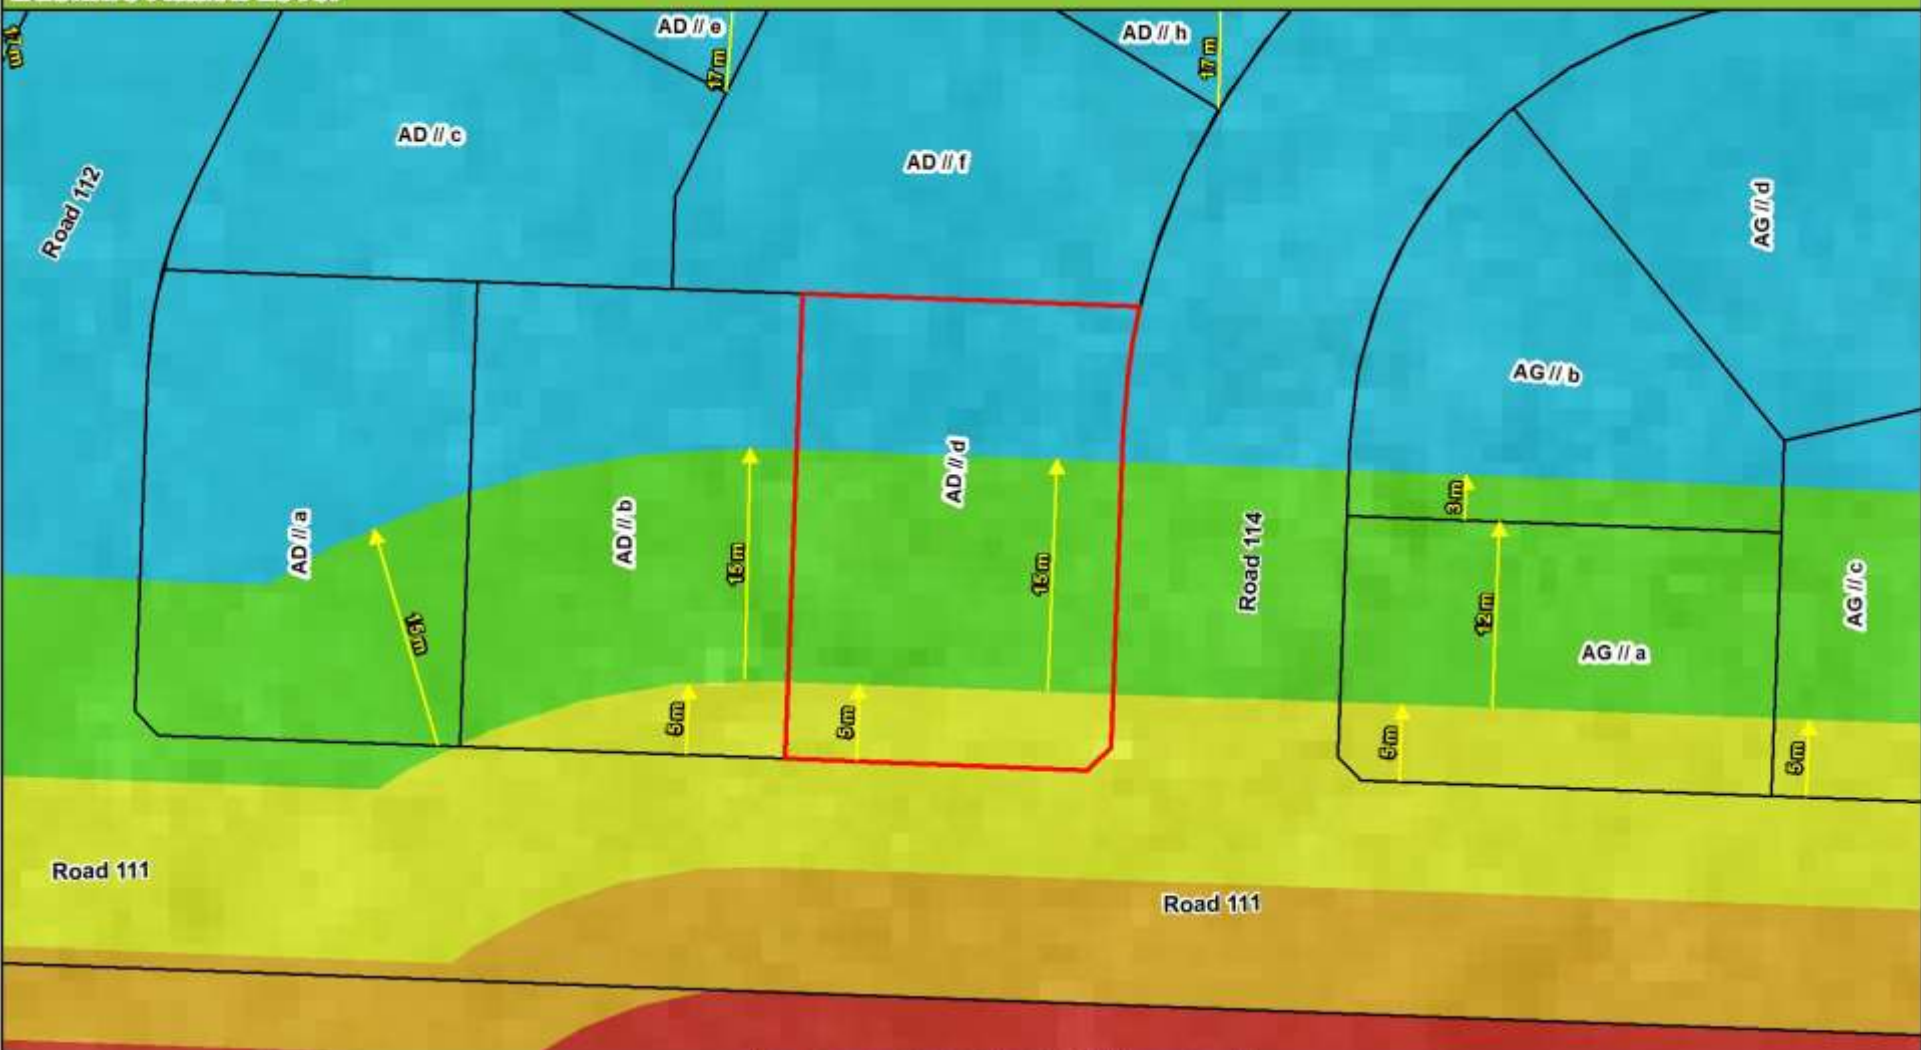 AD // e
AD // h
17 m
17 m
AD // c
AD // f
Road 112
AG // d
AG // b
AD // d
3 m
AD // a
AD // b
15 m
15 m
Road 114
12 m
AG // c
15 m
AG // a
5 m
5 m
5 m
5 m
Road 111
Road 111